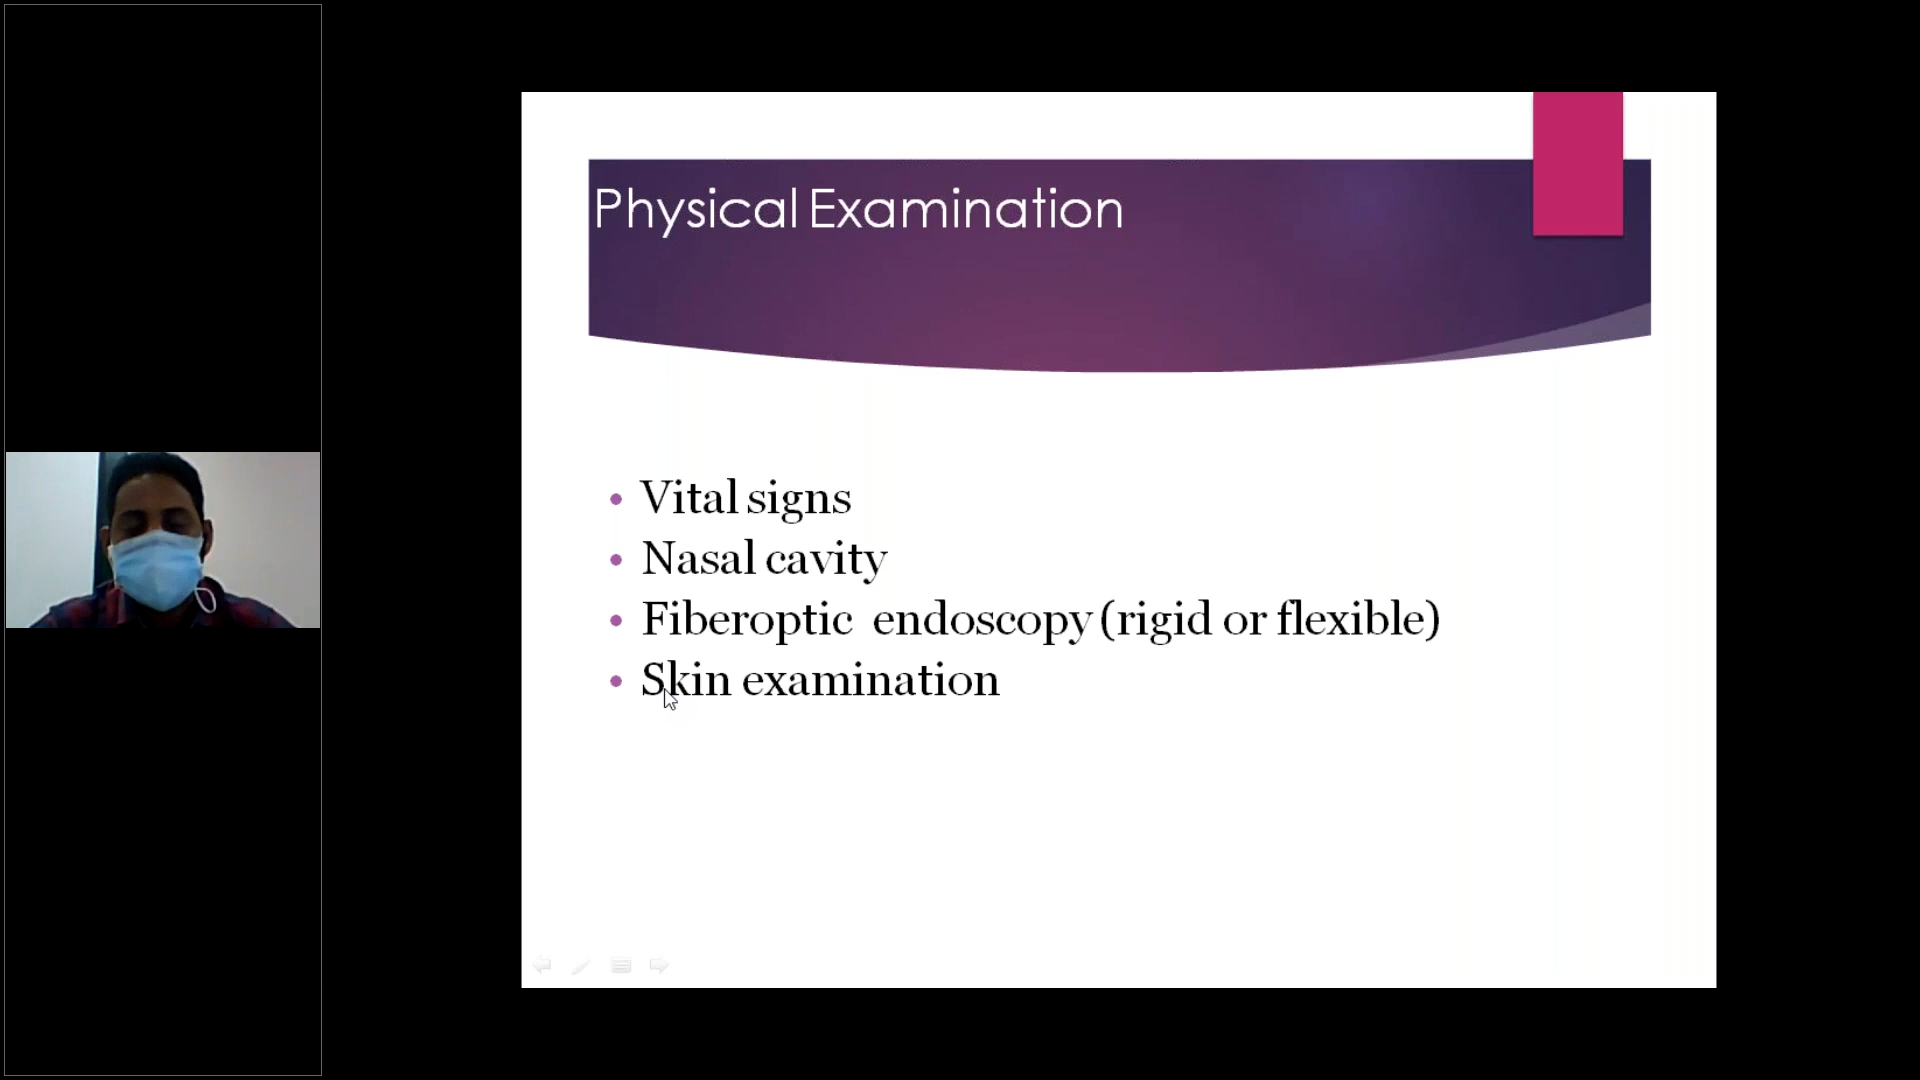 Physical Examination
• Vital signs
• Nasal cavity
• Fiberoptic endoscopy (rigid or flexible)
• Skin examination